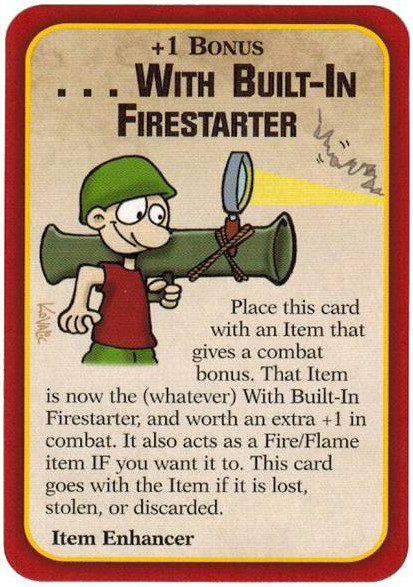 +1 Bonus
. . . With Built-In
Firestarter
Kovalic
Place this card
with an Item that
gives a combat
bonus. That Item
is now the (whatever) With Built-In
Firestarter, and worth an extra +1 in
combat. It also acts as a Fire/Flame
item IF you want it to. This card
goes with the Item if it is lost,
stolen, or discarded.
Item Enhancer